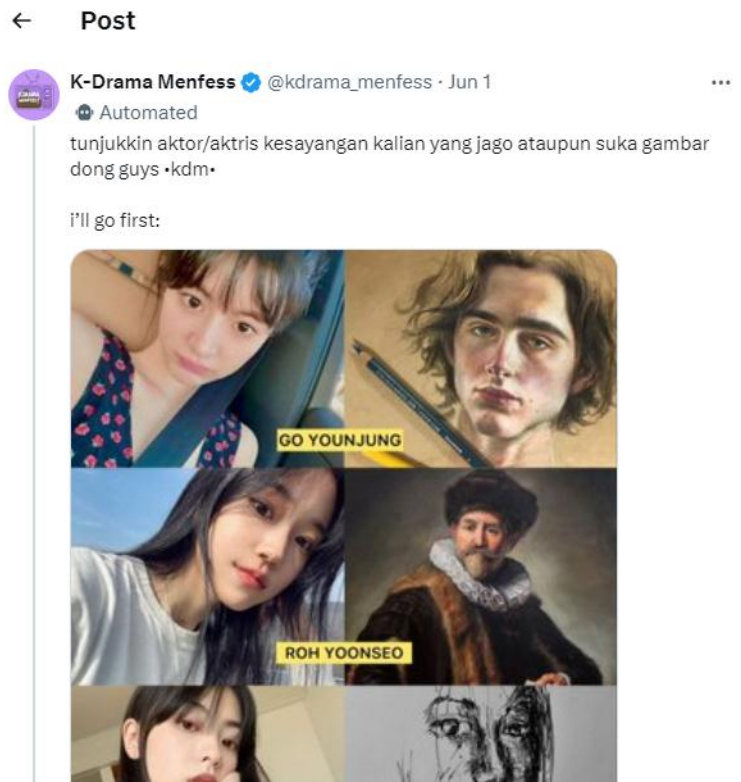 Post
K-Drama Menfess @kdrama_menfess · Jun 1
Automated
tunjukkin aktor/aktris kesayangan kalian yang jago ataupun suka gambar
dong guys •kdm•
i’ll go first:
GO YOUNJUNG
ROH YOONSEO